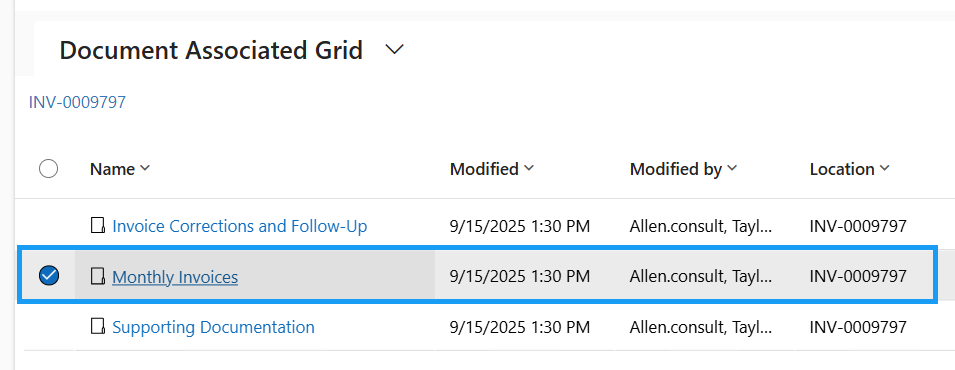 Document Associated Grid
INV-0009797
Name Modified Modified by Location
Invoice Corrections and Follow-Up 9/15/2025 1:30 PM Allen.consult, Tayl... INV-0009797
Monthly Invoices 9/15/2025 1:30 PM Allen.consult, Tayl... INV-0009797
Supporting Documentation 9/15/2025 1:30 PM Allen.consult, Tayl... INV-0009797